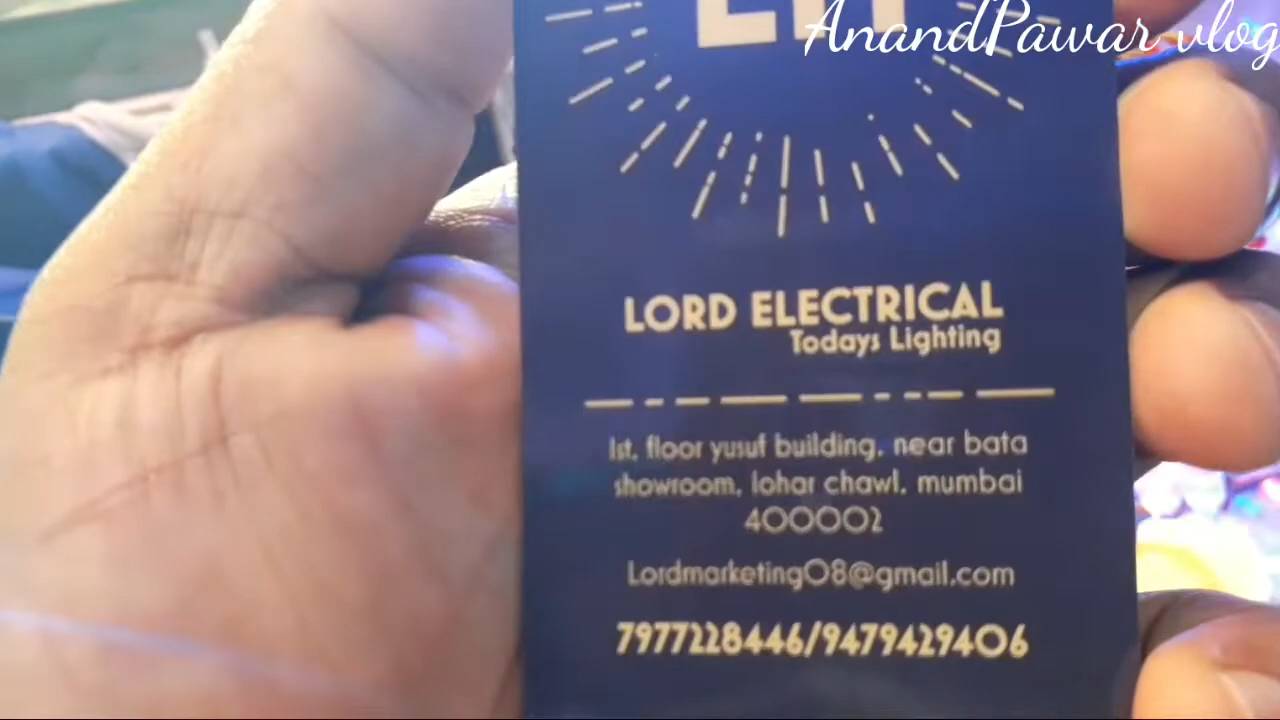 AnandPawar vlog
LORD ELECTRICAL
Todays Lighting
1st, floor yusuf building, near bata
showroom, lohar chawl, mumbai
400002
Lordmarketing08@gmail.com
7977228446/9479429406